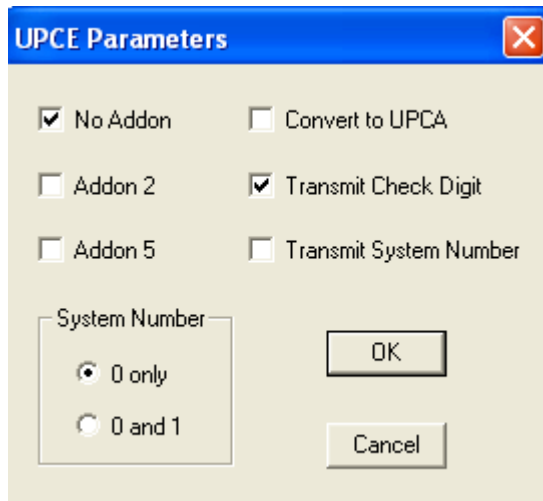 UPCE Parameters
No Addon
Convert to UPCA
Addon 2
Transmit Check Digit
Addon 5
Transmit System Number
System Number
0 only
0 and 1
OK
Cancel